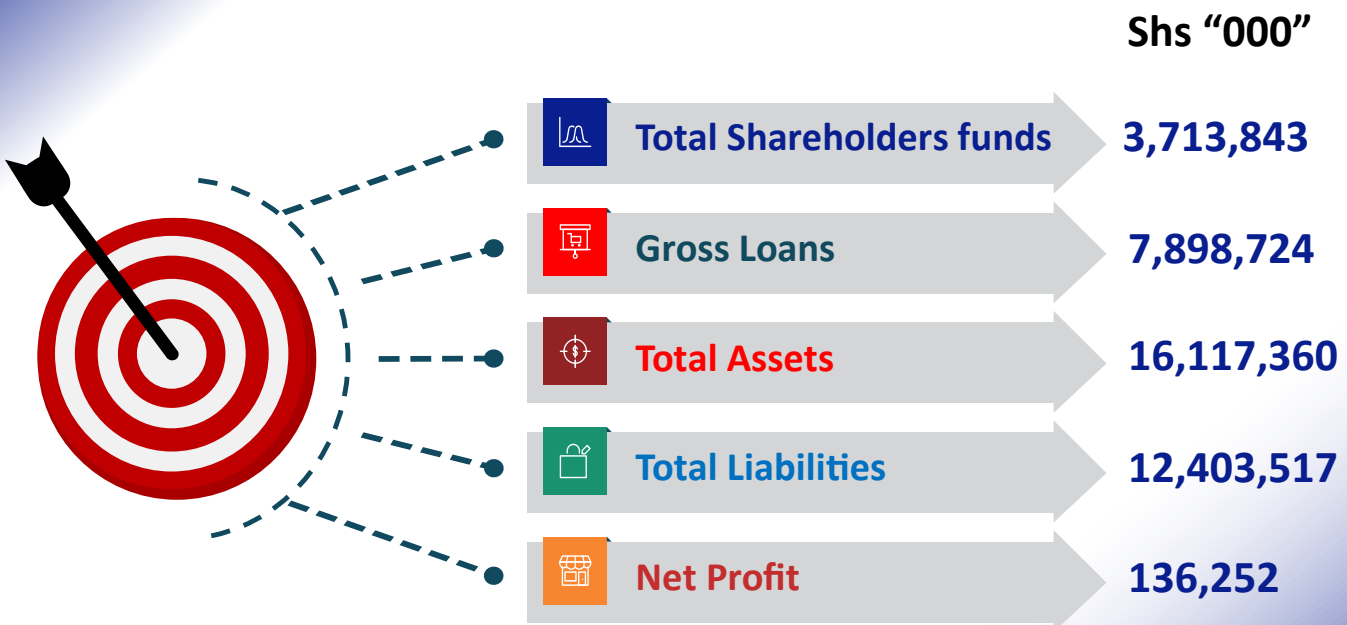 Shs “000”
Total Shareholders funds 3,713,843
Gross Loans 7,898,724
Total Assets 16,117,360
Total Liabilities 12,403,517
Net Profit 136,252